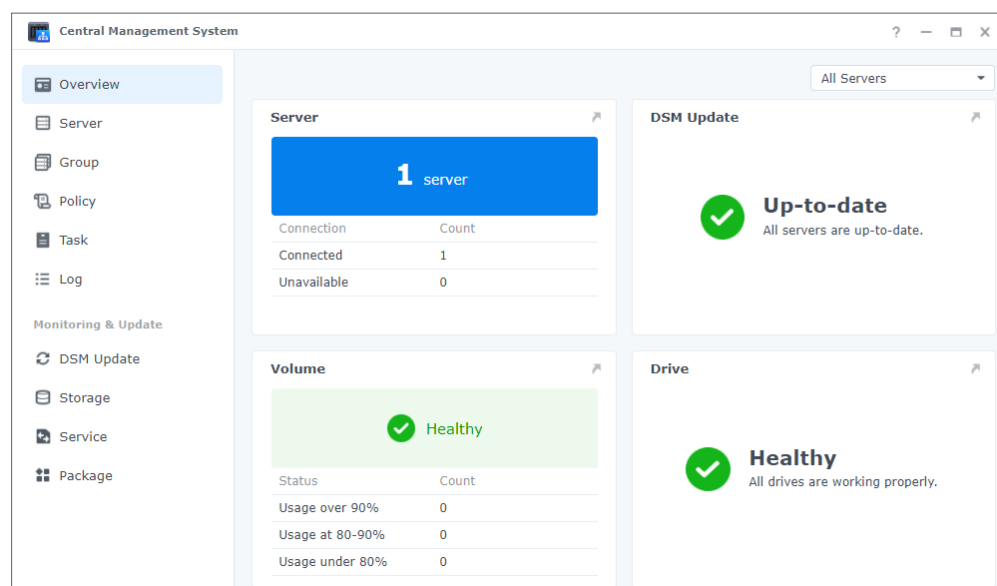 Central Management System
All Servers
Overview
Server
Group
Policy
Task
Log
Monitoring & Update
DSM Update
Storage
Service
Package
Server
1 server
Connection Count
Connected 1
Unavailable 0
DSM Update
Up-to-date
All servers are up-to-date.
Volume
Healthy
Status Count
Usage over 90% 0
Usage at 80-90% 0
Usage under 80% 0
Drive
Healthy
All drives are working properly.